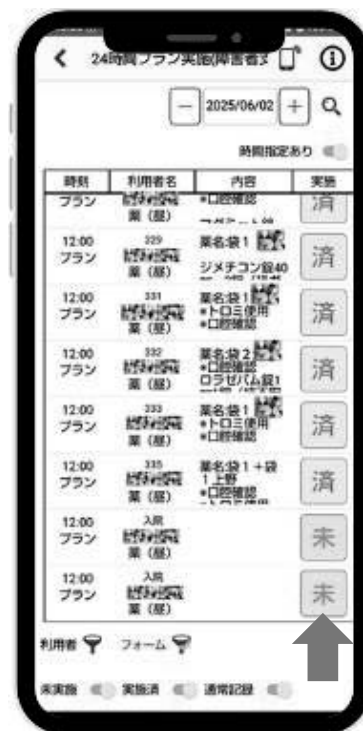 24時間プラン実施(障害者支
2025/06/02
時間指定あり
時刻 利用者名 内容 実施
プラン 薬（昼） *口腔確認 済
12:00 プラン 329 薬（昼） 薬名:袋1 ジメチコン錠40 済
12:00 プラン 331 薬（昼） 薬名:袋1 *トロミ使用 *口腔確認 済
12:00 プラン 332 薬（昼） 薬名:袋2 *口腔確認 ロラゼパム錠1 済
12:00 プラン 333 薬（昼） 薬名:袋1 *トロミ使用 *口腔確認 済
12:00 プラン 335 薬（昼） 薬名:袋1+袋1上野 *口腔確認 済
12:00 プラン 入院 薬（昼） 未
12:00 プラン 入院 薬（昼） 未
利用者 フォーム
未実施 実施済 通常記録